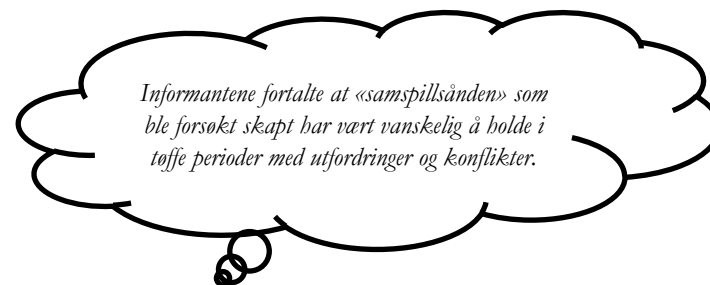 Informantene fortalte at «samspillsånden» som
ble forsøkt skapt har vært vanskelig å holde i
tøffe perioder med utfordringer og konflikter.